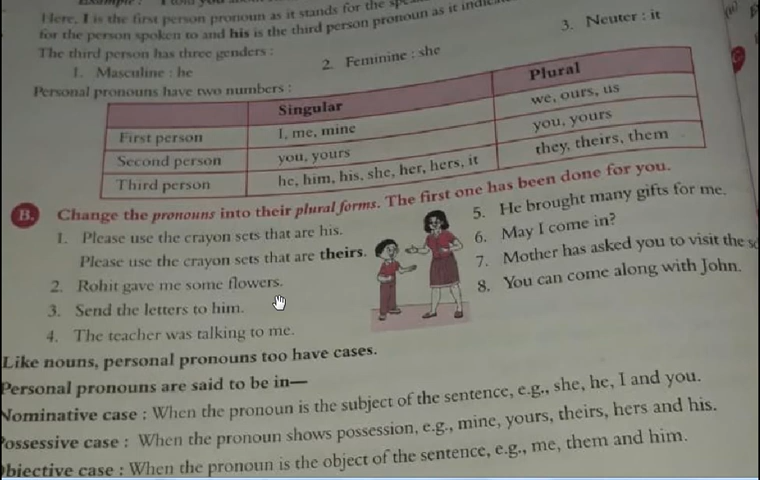 Example :
Here, I is the first person pronoun as it stands for the
for the person spoken to and his is the third person pronoun as it
The third person has three genders :
1. Masculine : he 2. Feminine : she 3. Neuter : it
Personal pronouns have two numbers :
Singular Plural
First person I, me, mine we, ours, us
Second person you, yours you, yours
Third person he, him, his, she, her, hers, it they, theirs, them
B. Change the pronouns into their plural forms. The first one has been done for you.
1. Please use the crayon sets that are his.
Please use the crayon sets that are theirs.
2. Rohit gave me some flowers.
3. Send the letters to him.
4. The teacher was talking to me.
5. He brought many gifts for me.
6. May I come in?
7. Mother has asked you to visit the
8. You can come along with John.
Like nouns, personal pronouns too have cases.
Personal pronouns are said to be in—
Nominative case : When the pronoun is the subject of the sentence, e.g., she, he, I and you.
Possessive case : When the pronoun shows possession, e.g., mine, yours, theirs, hers and his.
Objective case : When the pronoun is the object of the sentence, e.g., me, them and him.